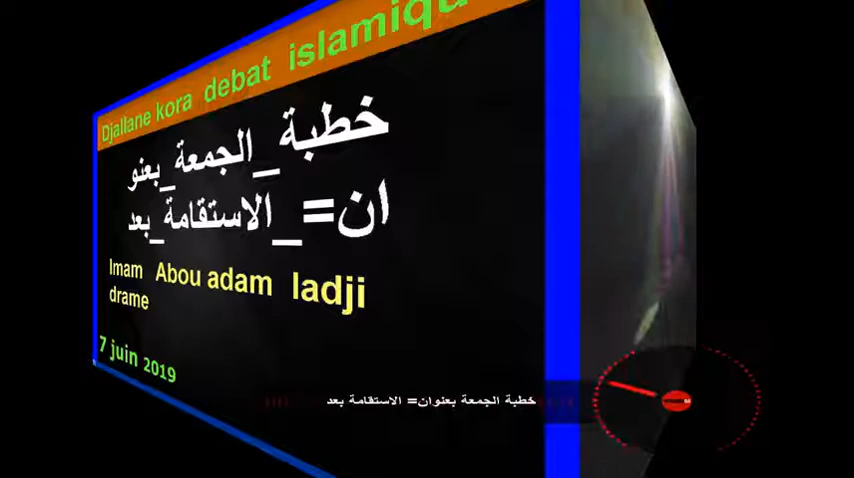 Djallane kora debat islamiqu
خطبة_الجمعة_بعنو
ان=_الاستقامة_بعد
Imam Abou adam ladji
drame
7 juin 2019
خطبة الجمعة بعنوان= الاستقامة بعد